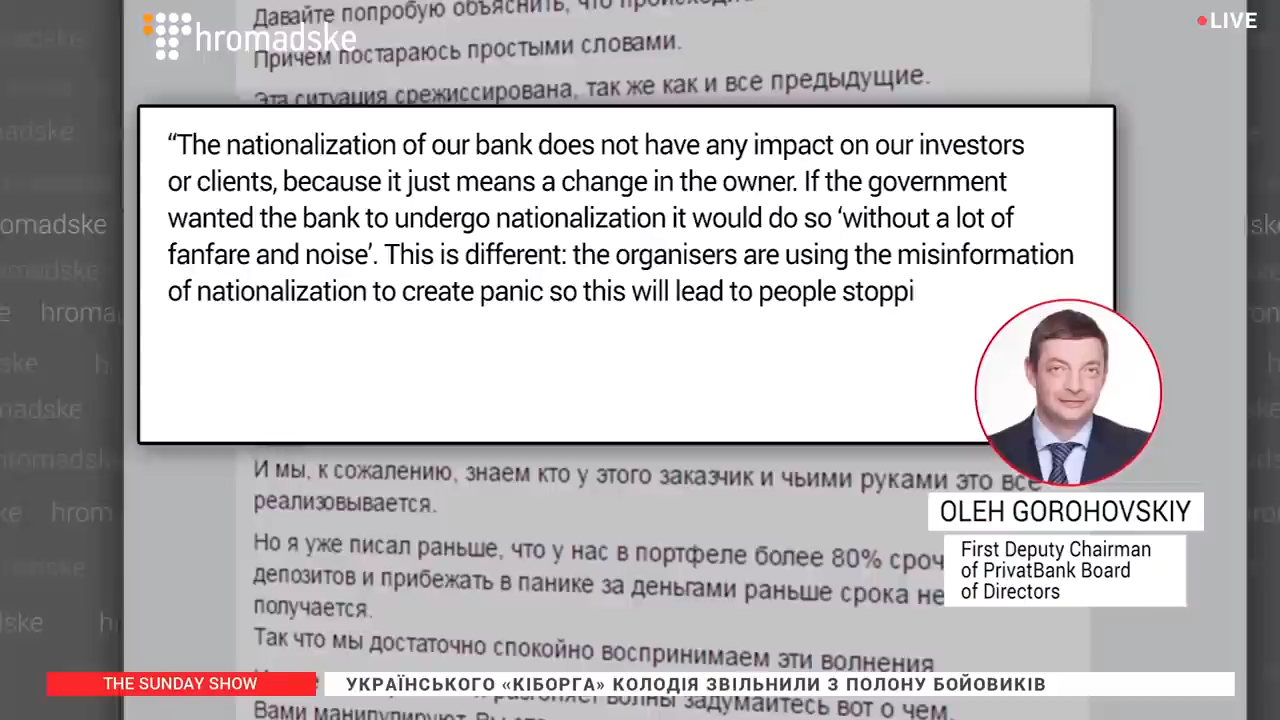 Давайте попробую объяснить, что
hromadske
LIVE
Причем постараюсь простыми словами.
Эта ситуация срежиссирована, так же как и все предыдущие.
“The nationalization of our bank does not have any impact on our investors
or clients, because it just means a change in the owner. If the government
wanted the bank to undergo nationalization it would do so ‘without a lot of
fanfare and noise’. This is different: the organisers are using the misinformation
of nationalization to create panic so this will lead to people stoppi
И мы, к сожалению, знаем кто у этого заказчик и чьими руками это все
реализовывается.
OLEH GOROHOVSKIY
Но я уже писал раньше, что у нас в портфеле более 80% сроч
First Deputy Chairman
of PrivatBank Board
of Directors
депозитов и прибежать в панике за деньгами раньше срока не
получается.
Так что мы достаточно спокойно воспринимаем эти волнения
THE SUNDAY SHOW
УКРАЇНСЬКОГО «КІБОРГА» КОЛОДІЯ ЗВІЛЬНИЛИ З ПОЛОНУ БОЙОВИКІВ
волны задумайтесь вот о чем.
Вами манипулируют.